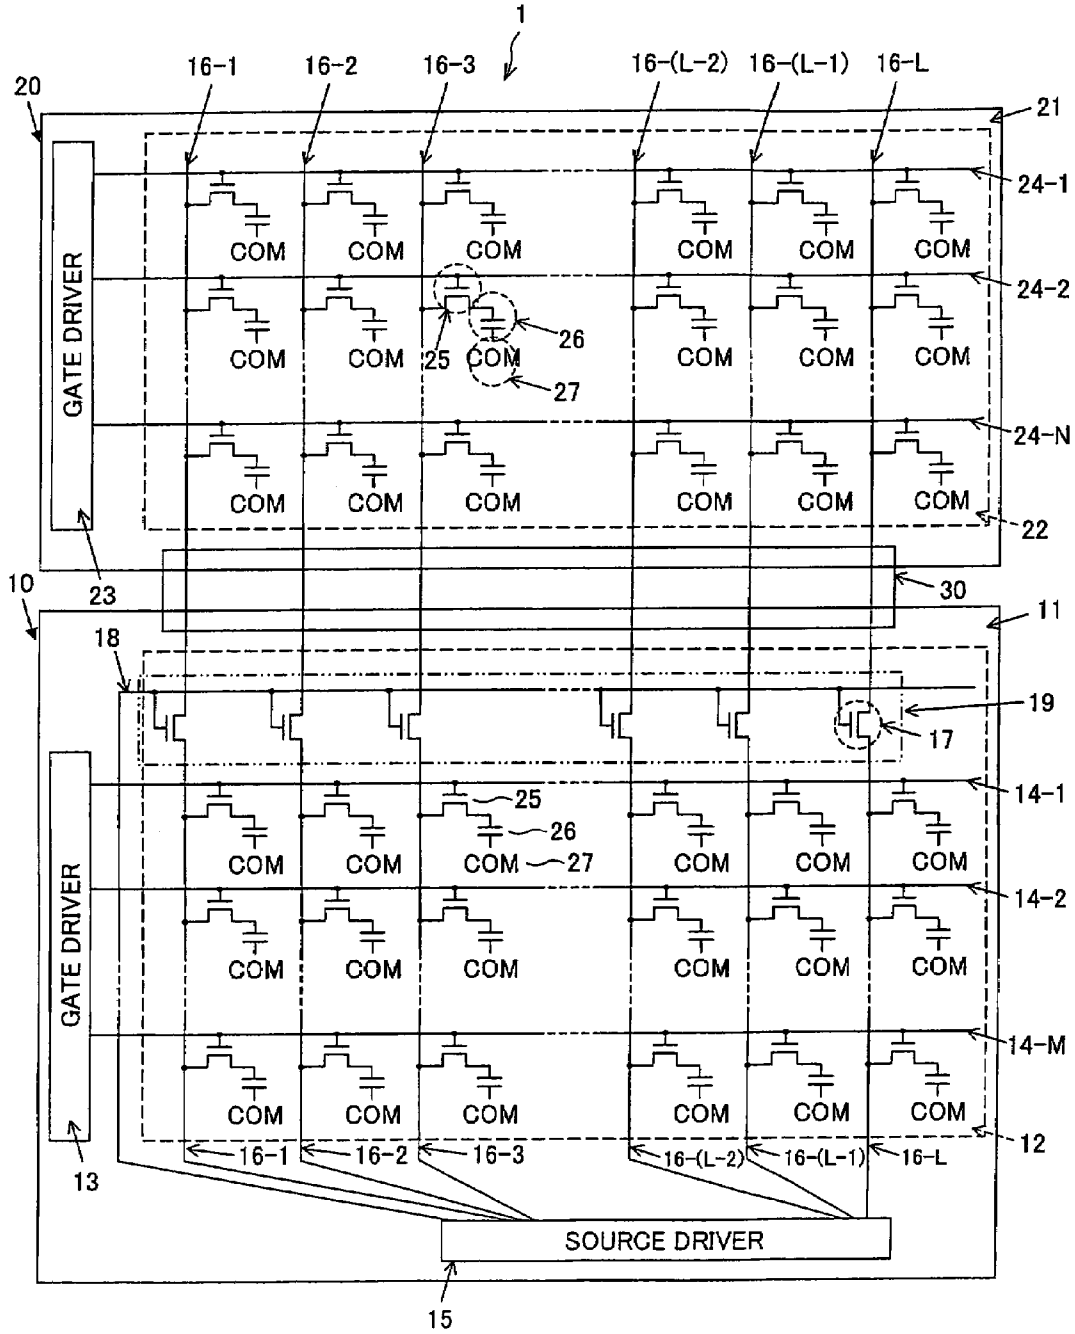 1
16-1 16-2 16-3 16-(L-2) 16-(L-1) 16-L
20
21
24-1
COM COM COM COM COM COM
24-2
GATE DRIVER
25
26
COM COM COM COM COM COM
27
24-N
COM COM COM COM COM COM
22
23
30
10
11
18
19
17
14-1
25
26
COM COM COM COM COM COM
27
14-2
GATE DRIVER
COM COM COM COM COM COM
14-M
COM COM COM COM COM COM
12
13
16-1 16-2 16-3 16-(L-2) 16-(L-1) 16-L
SOURCE DRIVER
15